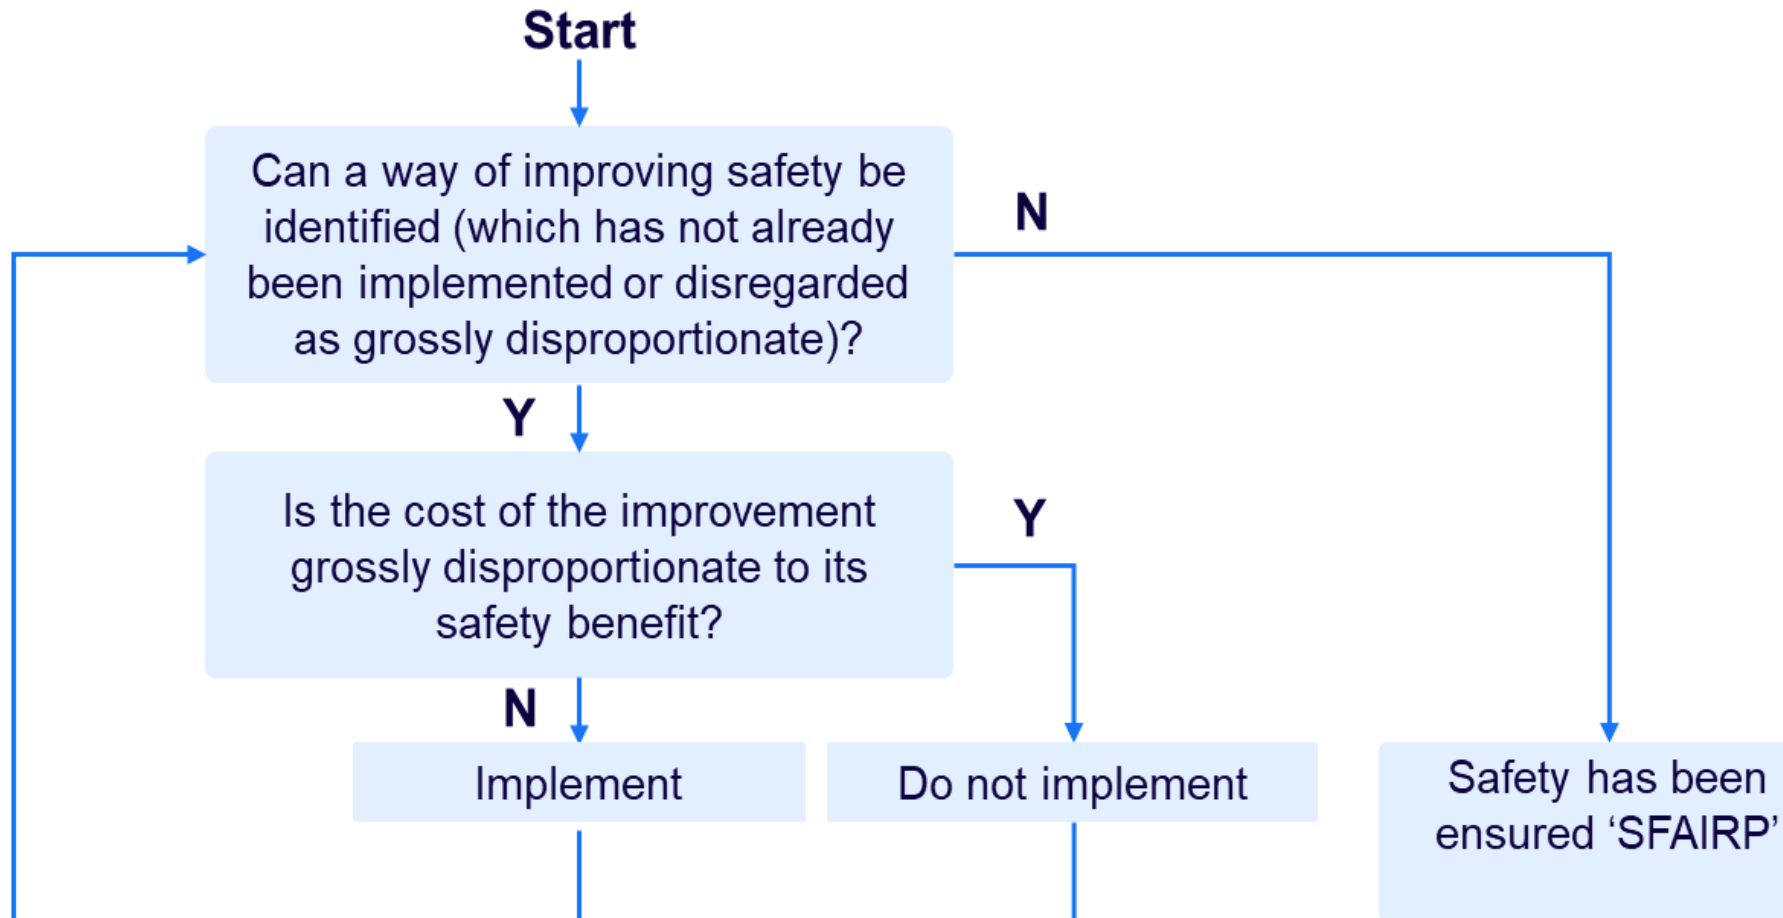 Start
Can a way of improving safety be
identified (which has not already
been implemented or disregarded
as grossly disproportionate)?
N
Y
Is the cost of the improvement
grossly disproportionate to its
safety benefit?
Y
N
Implement
Do not implement
Safety has been
ensured ‘SFAIRP’